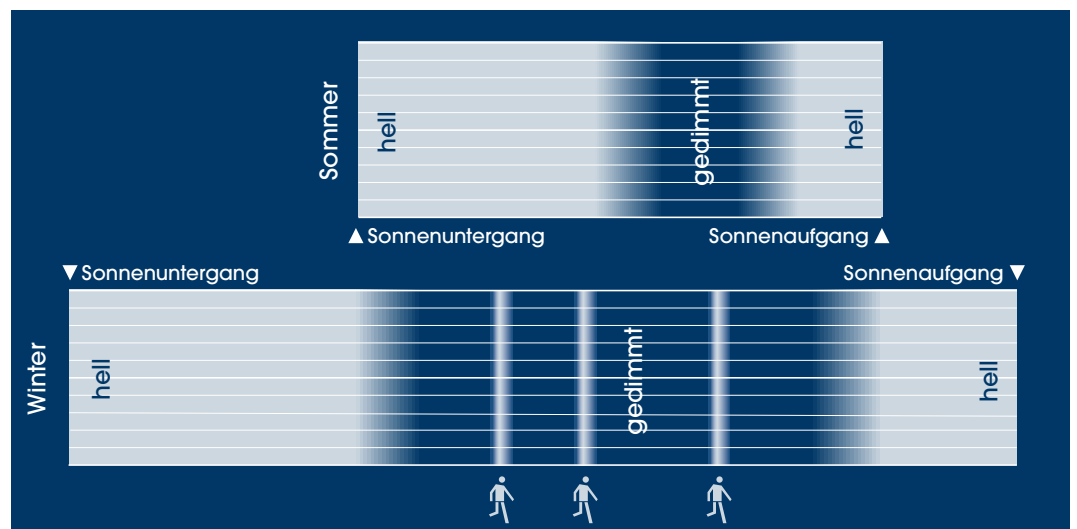 Sommer
hell
gedimmt
hell
▲ Sonnenuntergang
Sonnenaufgang ▲
▼ Sonnenuntergang
Sonnenaufgang ▼
Winter
hell
gedimmt
hell